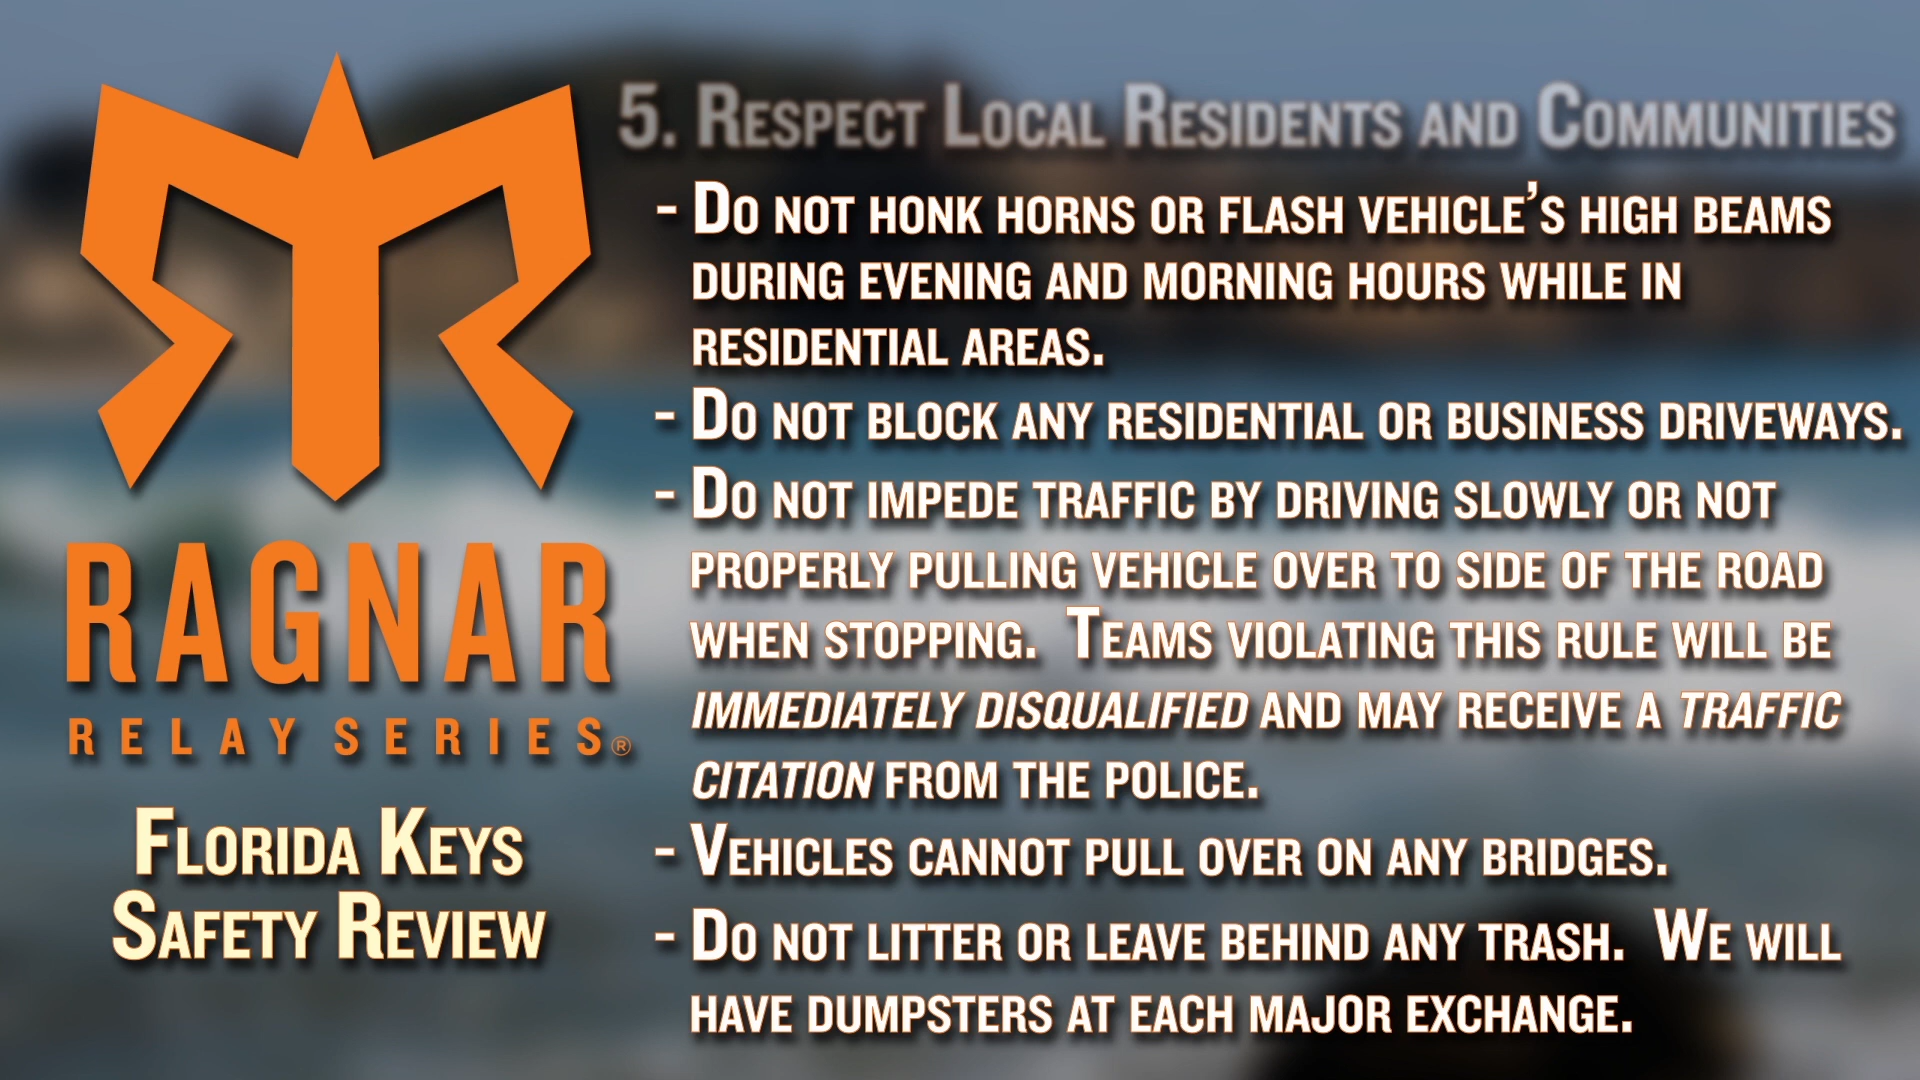 RAGNAR
RELAY SERIES®
FLORIDA KEYS
SAFETY REVIEW
5. RESPECT LOCAL RESIDENTS AND COMMUNITIES
- DO NOT HONK HORNS OR FLASH VEHICLE'S HIGH BEAMS
DURING EVENING AND MORNING HOURS WHILE IN
RESIDENTIAL AREAS.
- DO NOT BLOCK ANY RESIDENTIAL OR BUSINESS DRIVEWAYS.
- DO NOT IMPEDE TRAFFIC BY DRIVING SLOWLY OR NOT
PROPERLY PULLING VEHICLE OVER TO SIDE OF THE ROAD
WHEN STOPPING. TEAMS VIOLATING THIS RULE WILL BE
IMMEDIATELY DISQUALIFIED AND MAY RECEIVE A TRAFFIC
CITATION FROM THE POLICE.
- VEHICLES CANNOT PULL OVER ON ANY BRIDGES.
- DO NOT LITTER OR LEAVE BEHIND ANY TRASH. WE WILL
HAVE DUMPSTERS AT EACH MAJOR EXCHANGE.